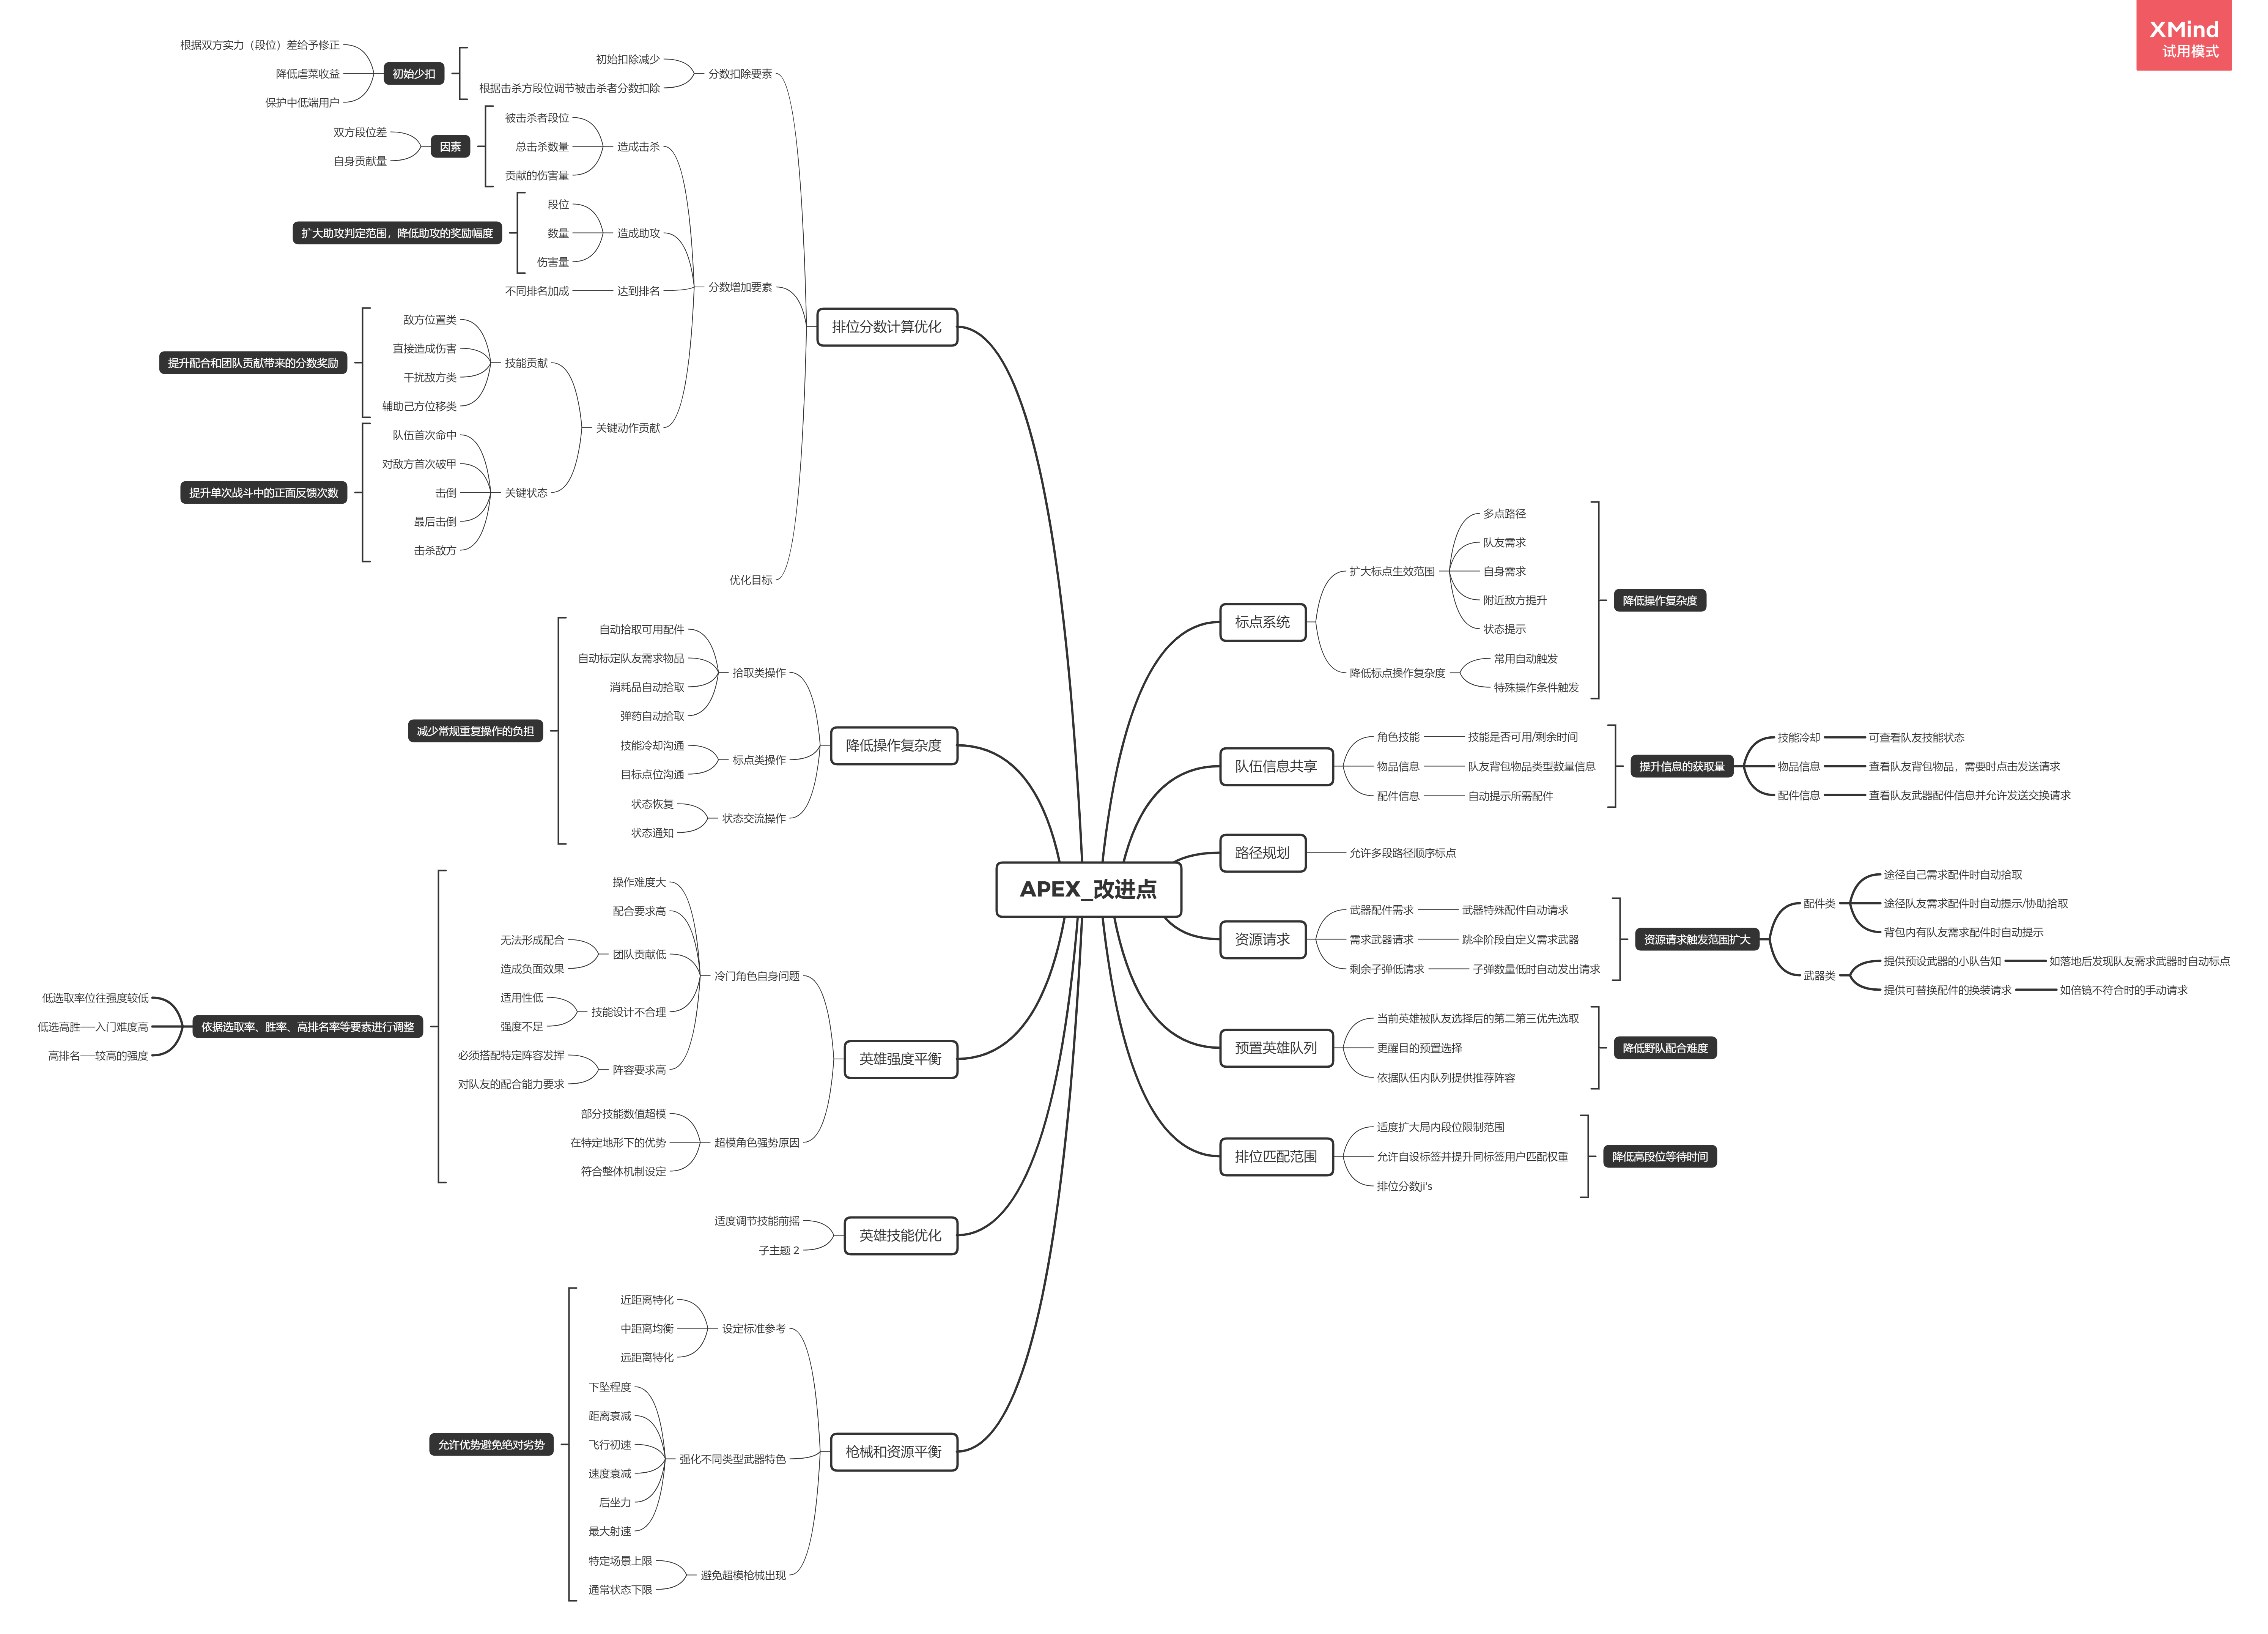 XMind
试用模式
APEX_改进点
排位分数计算优化
分数扣除要素
初始扣除减少
根据击杀方段位调节被击杀者分数扣除
初始少扣
根据双方实力（段位）差给予修正
降低虐菜收益
保护中低端用户
分数增加要素
造成击杀
被击杀者段位
总击杀数量
贡献的伤害量
因素
双方段位差
自身贡献量
造成助攻
段位
数量
伤害量
扩大助攻判定范围，降低助攻的奖励幅度
达到排名
不同排名加成
关键动作贡献
技能贡献
敌方位置类
直接造成伤害
干扰敌方类
辅助己方位移类
提升配合和团队贡献带来的分数奖励
关键状态
队伍首次命中
对敌方首次破甲
击倒
最后击倒
击杀敌方
提升单次战斗中的正面反馈次数
优化目标
降低操作复杂度
拾取类操作
自动拾取可用配件
自动标定队友需求物品
消耗品自动拾取
弹药自动拾取
标点类操作
技能冷却沟通
目标点位沟通
状态交流操作
状态恢复
状态通知
减少常规重复操作的负担
英雄强度平衡
冷门角色自身问题
操作难度大
配合要求高
团队贡献低
无法形成配合
造成负面效果
技能设计不合理
适用性低
强度不足
阵容要求高
必须搭配特定阵容发挥
对队友的配合能力要求
超模角色强势原因
部分技能数值超模
在特定地形下的优势
符合整体机制设定
依据选取率、胜率、高排名率等要素进行调整
低选取率位往强度较低
低选高胜——入门难度高
高排名——较高的强度
英雄技能优化
适度调节技能前摇
子主题 2
枪械和资源平衡
设定标准参考
近距离特化
中距离均衡
远距离特化
强化不同类型武器特色
下坠程度
距离衰减
飞行初速
速度衰减
后坐力
最大射速
避免超模枪械出现
特定场景上限
通常状态下限
允许优势避免绝对劣势
标点系统
扩大标点生效范围
多点路径
队友需求
自身需求
附近敌方提升
状态提示
降低标点操作复杂度
常用自动触发
特殊操作条件触发
降低操作复杂度
队伍信息共享
角色技能
技能是否可用/剩余时间
物品信息
队友背包物品类型数量信息
配件信息
自动提示所需配件
提升信息的获取量
技能冷却
可查看队友技能状态
物品信息
查看队友背包物品，需要时点击发送请求
配件信息
查看队友武器配件信息并允许发送交换请求
路径规划
允许多段路径顺序标点
资源请求
武器配件需求
武器特殊配件自动请求
需求武器请求
跳伞阶段自定义需求武器
剩余子弹低请求
子弹数量低时自动发出请求
资源请求触发范围扩大
配件类
途径自己需求配件时自动拾取
途径队友需求配件时自动提示/协助拾取
背包内有队友需求配件时自动提示
武器类
提供预设武器的小队告知
如落地后发现队友需求武器时自动标点
提供可替换配件的换装请求
如倍镜不符合时的手动请求
预置英雄队列
当前英雄被队友选择后的第二第三优先选取
更醒目的预置选择
依据队伍内队列提供推荐阵容
降低野队配合难度
排位匹配范围
适度扩大局内段位限制范围
允许自设标签并提升同标签用户匹配权重
排位分数ji's
降低高段位等待时间